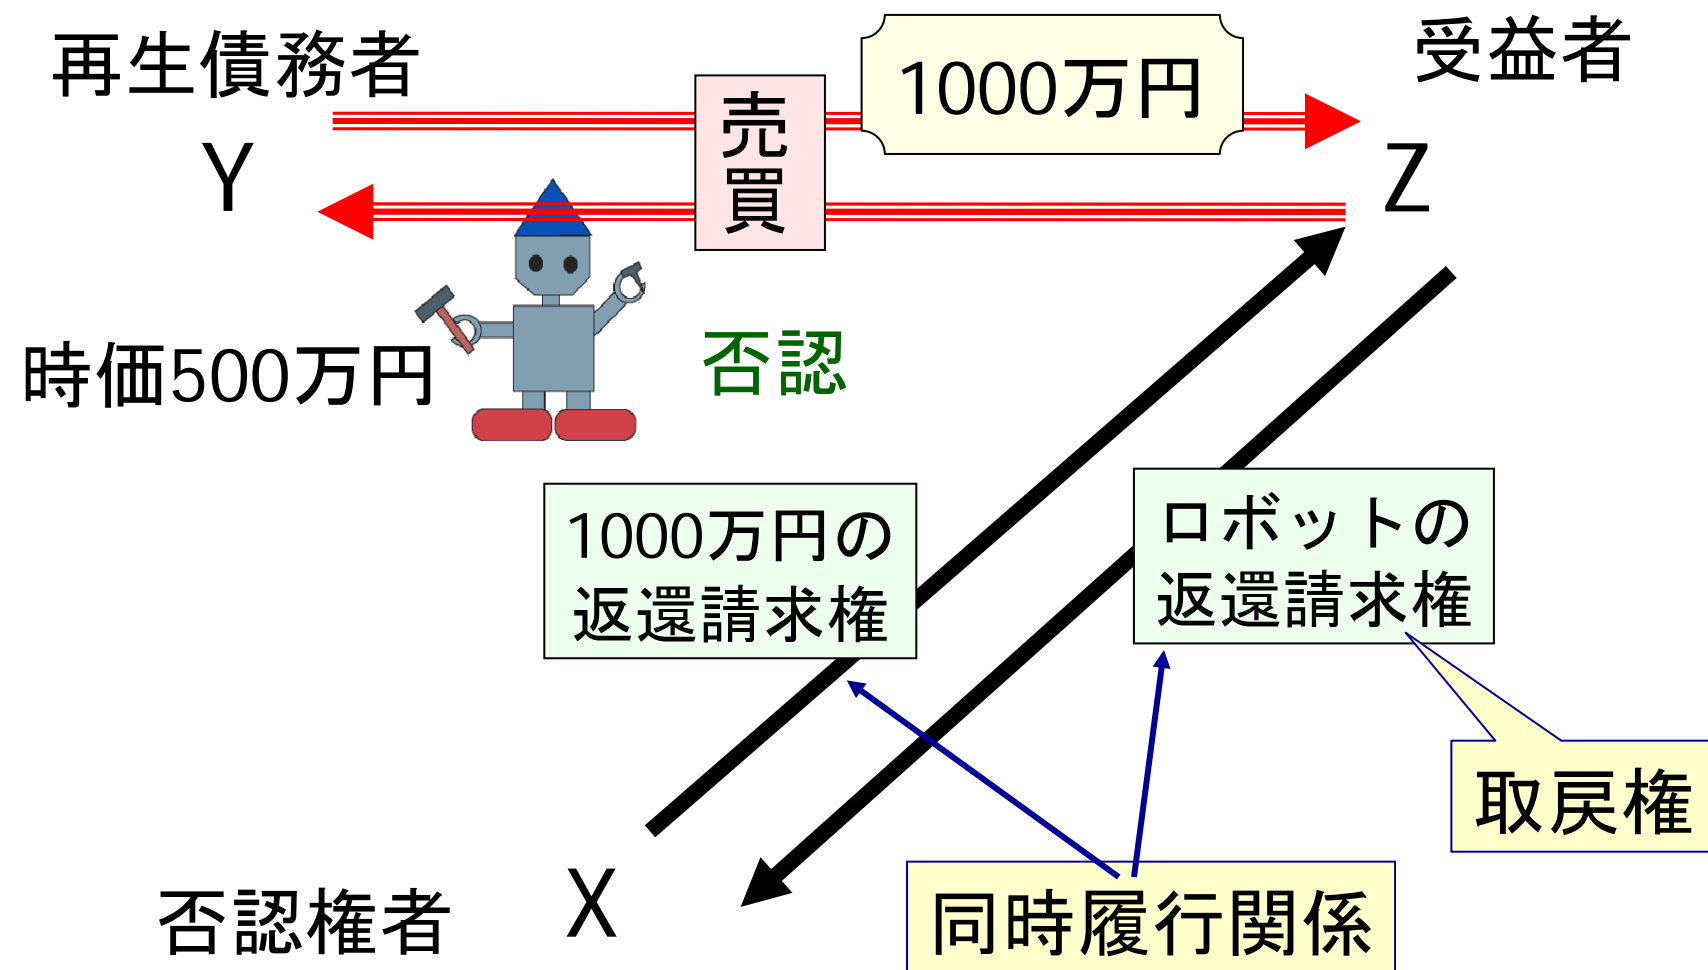 再生債務者
1000万円
受益者
売買
Y
Z
時価500万円
否認
1000万円の
返還請求権
ロボットの
返還請求権
取戻権
否認権者
X
同時履行関係